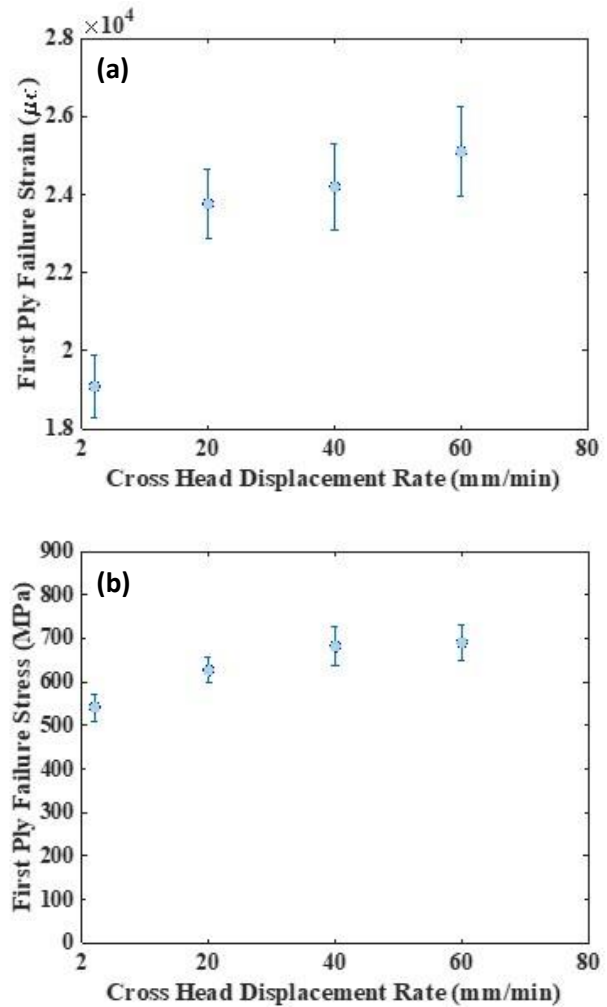 ×10⁴
2.8
(a)
2.6
2.4
2.2
2
1.8
First Ply Failure Strain (με)
2 20 40 60 80
Cross Head Displacement Rate (mm/min)
900
(b)
800
700
600
500
400
300
200
100
0
First Ply Failure Stress (MPa)
2 20 40 60 80
Cross Head Displacement Rate (mm/min)